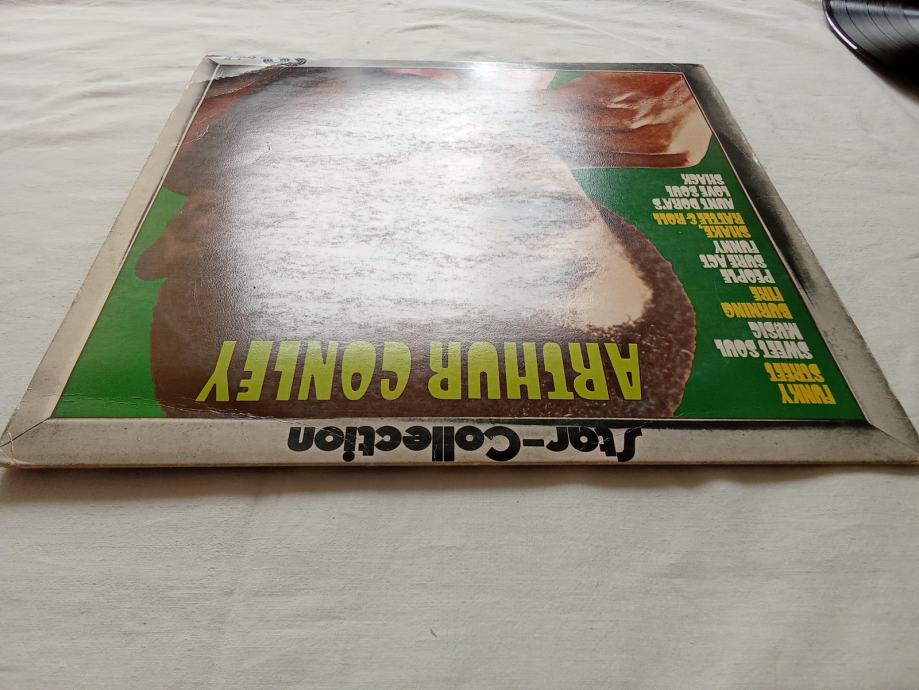 Star-Collection
ARTHUR CONLEY
FUNKY
STREET
SWEET SOUL
MUSIC
BURNING
FIRE
PEOPLE
SURE ACT
FUNNY
SHAKE,
RATTLE & ROLL
AUNT DORA'S
LOVE SOUL
SHACK